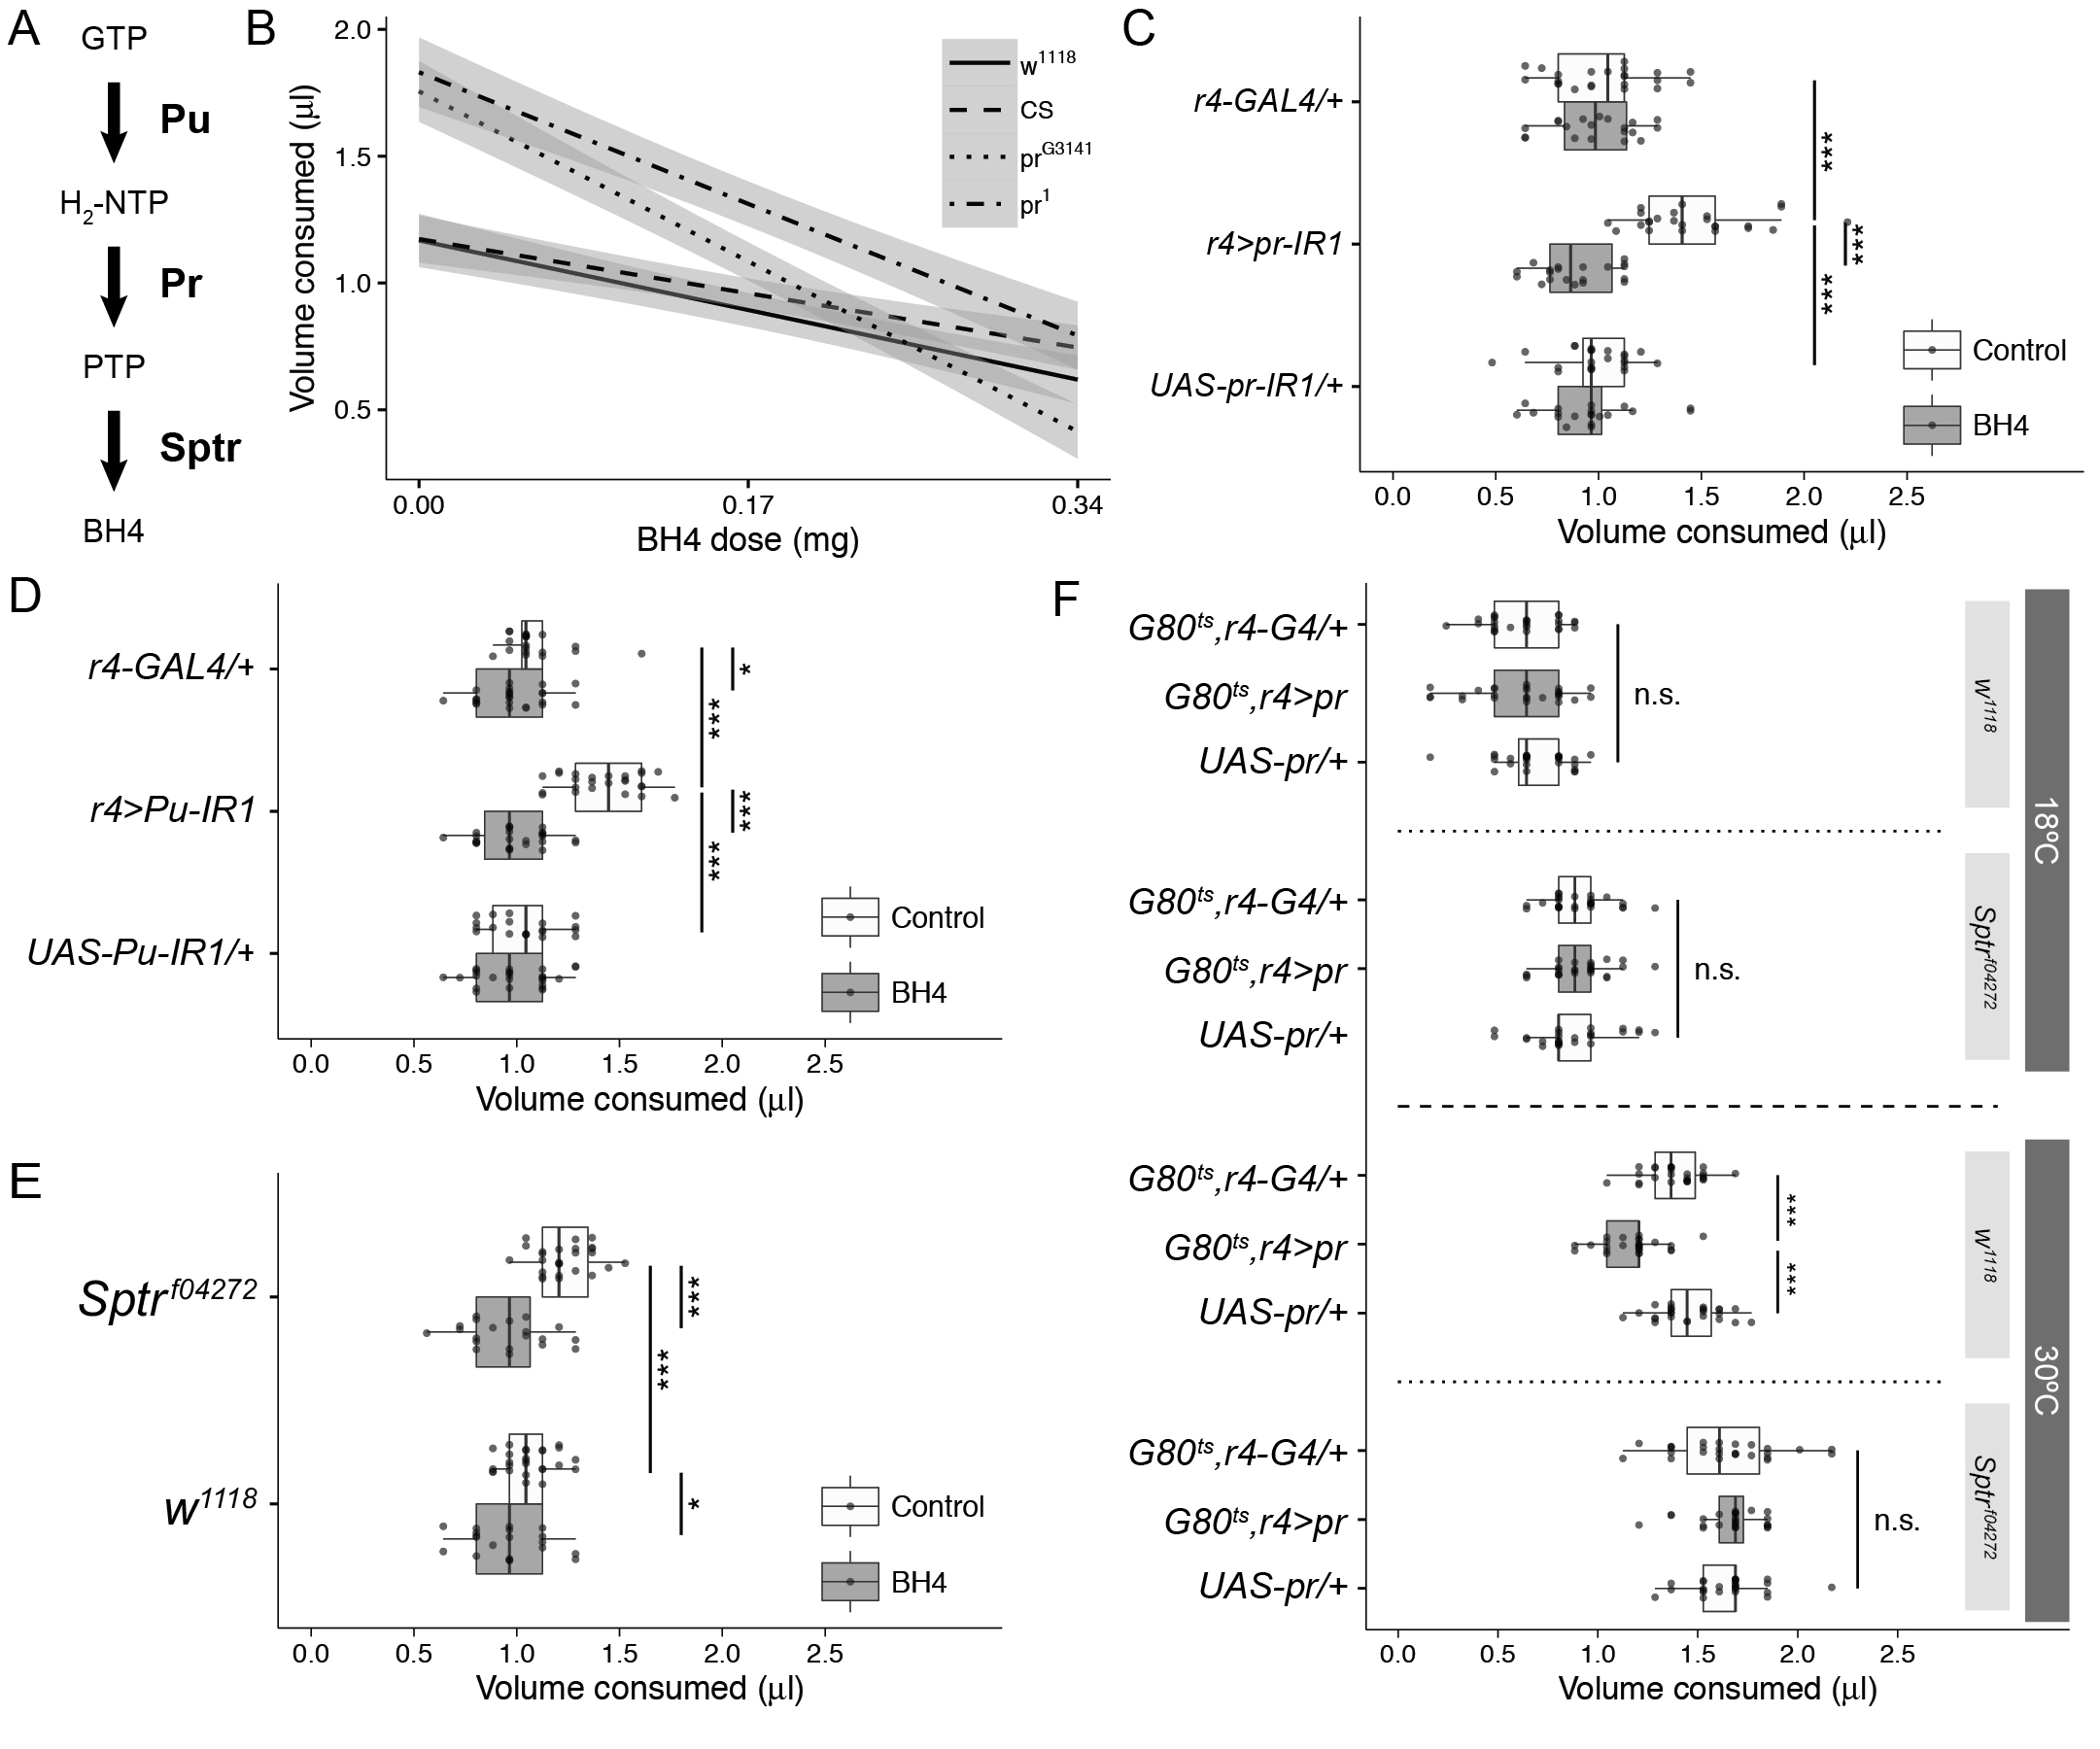 A
GTP
Pu
H2-NTP
Pr
PTP
Sptr
BH4
B
Volume consumed (µl)
2.0
1.5
1.0
0.5
0.00
0.17
0.34
BH4 dose (mg)
w1118
CS
prG3141
pr1
C
r4-GAL4/+
r4>pr-IR1
UAS-pr-IR1/+
***
***
***
Control
BH4
0.0
0.5
1.0
1.5
2.0
2.5
Volume consumed (µl)
D
r4-GAL4/+
r4>Pu-IR1
UAS-Pu-IR1/+
*
***
***
***
Control
BH4
0.0
0.5
1.0
1.5
2.0
2.5
Volume consumed (µl)
E
Sptrf04272
w1118
***
***
*
Control
BH4
0.0
0.5
1.0
1.5
2.0
2.5
Volume consumed (µl)
F
G80ts,r4-G4/+
G80ts,r4>pr
UAS-pr/+
n.s.
w1118
G80ts,r4-G4/+
G80ts,r4>pr
UAS-pr/+
n.s.
Sptrf04272
18ºC
G80ts,r4-G4/+
G80ts,r4>pr
UAS-pr/+
***
***
w1118
G80ts,r4-G4/+
G80ts,r4>pr
UAS-pr/+
n.s.
Sptrf04272
30ºC
0.0
0.5
1.0
1.5
2.0
2.5
Volume consumed (µl)